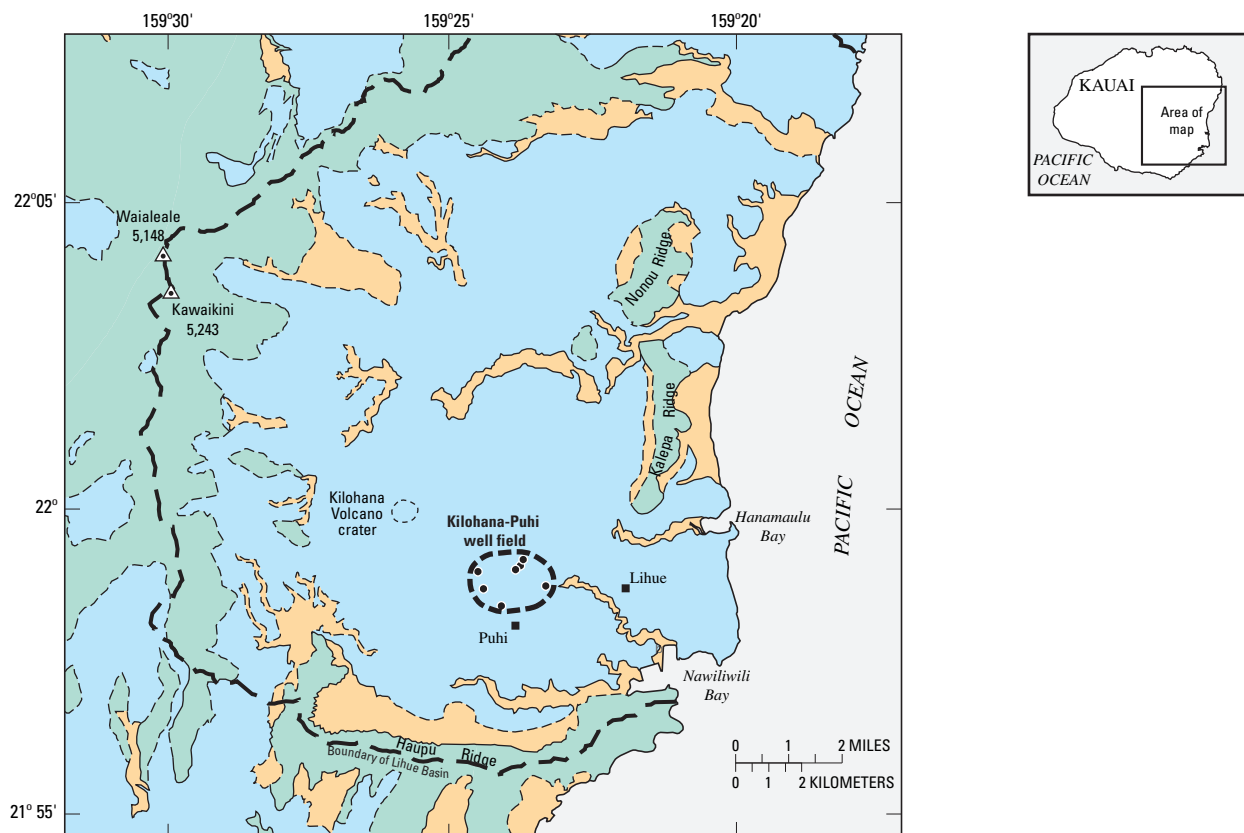 159°30'
159°25'
159°20'
22°05'
22°
21°55'
Waialeale
5,148
Kawaikini
5,243
Nonou Ridge
Kalepa Ridge
Kilohana
Volcano
crater
Kilohana-Puhi
well field
Lihue
Puhi
Hanamaulu
Bay
Nawiliwili
Bay
Haupu Ridge
Boundary of Lihue Basin
PACIFIC OCEAN
0 1 2 MILES
0 1 2 KILOMETERS
KAUAI
Area of
map
PACIFIC
OCEAN